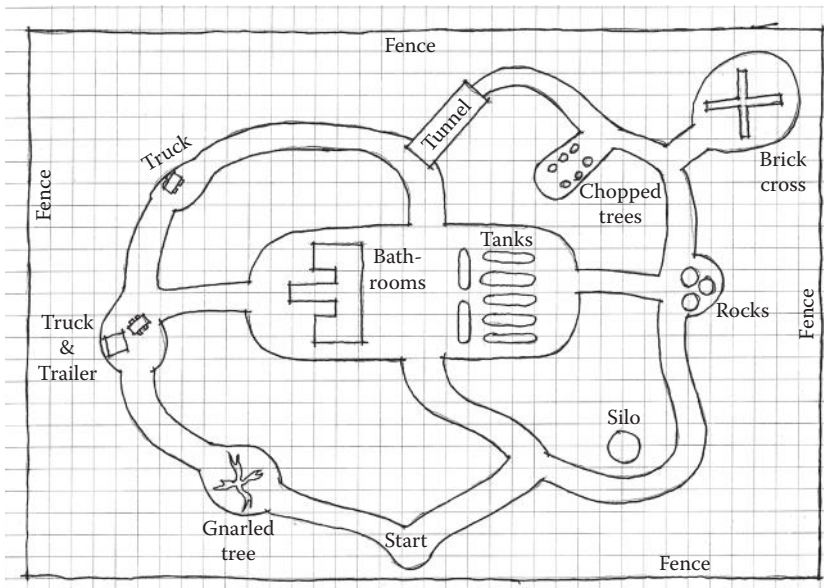 Fence
Tunnel
Truck
Brick
cross
Chopped
trees
Fence
Tanks
Bath-
rooms
Truck
&
Trailer
Rocks
Fence
Silo
Gnarled
tree
Start
Fence